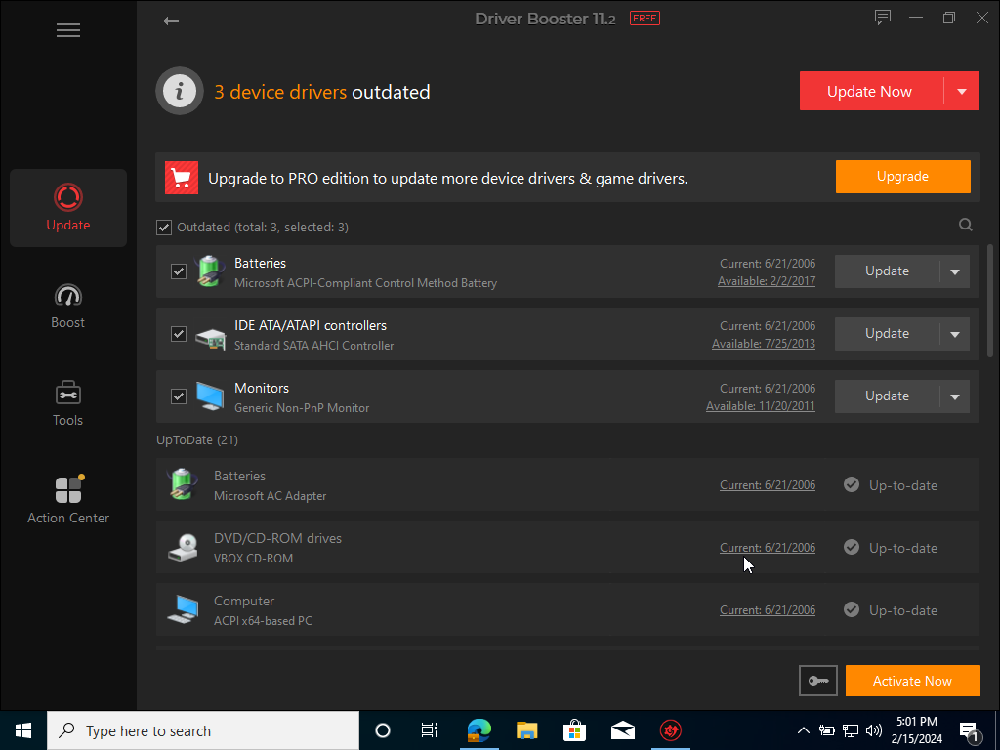 Driver Booster 11.2 FREE
3 device drivers outdated
Update Now
Upgrade to PRO edition to update more device drivers & game drivers.
Upgrade
Update
Boost
Tools
Action Center
Outdated (total: 3, selected: 3)
Batteries
Microsoft ACPI-Compliant Control Method Battery
Current: 6/21/2006
Available: 2/2/2017
Update
IDE ATA/ATAPI controllers
Standard SATA AHCI Controller
Current: 6/21/2006
Available: 7/25/2013
Update
Monitors
Generic Non-PnP Monitor
Current: 6/21/2006
Available: 11/20/2011
Update
UpToDate (21)
Batteries
Microsoft AC Adapter
Current: 6/21/2006
Up-to-date
DVD/CD-ROM drives
VBOX CD-ROM
Current: 6/21/2006
Up-to-date
Computer
ACPI x64-based PC
Current: 6/21/2006
Up-to-date
Activate Now
Type here to search
5:01 PM
2/15/2024
1